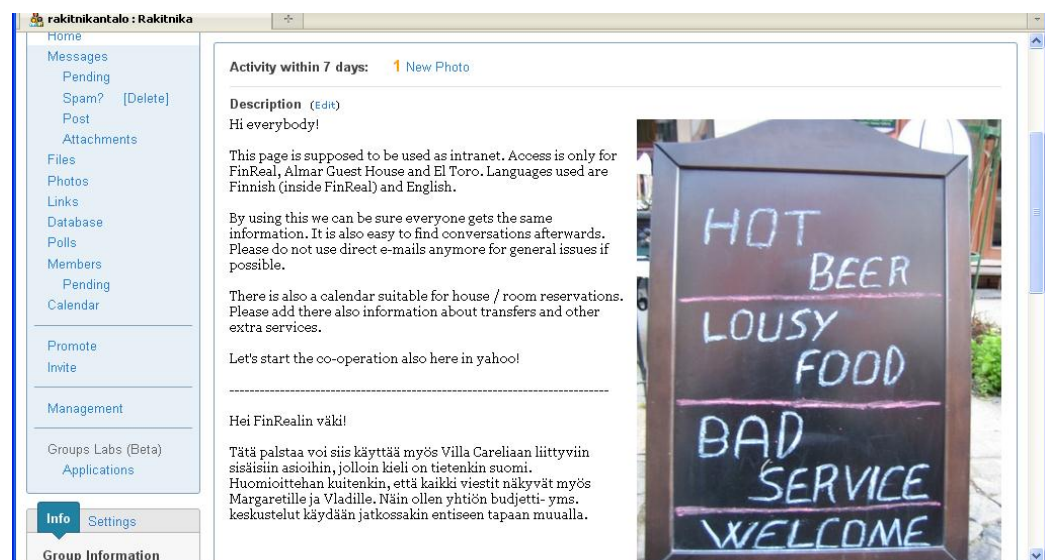 rakitnikantalo : Rakitnika
Home
Messages
Pending
Spam? [Delete]
Post
Attachments
Files
Photos
Links
Database
Polls
Members
Pending
Calendar
Promote
Invite
Management
Groups Labs (Beta)
Applications
Info Settings
Group Information
Activity within 7 days: 1 New Photo
Description (Edit)
Hi everybody!
This page is supposed to be used as intranet. Access is only for
FinReal, Almar Guest House and El Toro. Languages used are
Finnish (inside FinReal) and English.
By using this we can be sure everyone gets the same
information. It is also easy to find conversations afterwards.
Please do not use direct e-mails anymore for general issues if
possible.
There is also a calendar suitable for house / room reservations.
Please add there also information about transfers and other
extra services.
Let's start the co-operation also here in yahoo!
----------------------------------------------------------------------------
Hei FinRealin väki!
Tätä palstaa voi siis käyttää myös Villa Careliaan liittyviin
sisäisiin asioihin, jolloin kieli on tietenkin suomi.
Huomioittehan kuitenkin, että kaikki viestit näkyvät myös
Margaretille ja Vladille. Näin ollen yhtiön budjetti- yms.
keskustelut käydään jatkossakin entiseen tapaan muualla.
HOT
BEER
LOUSY
FOOD
BAD
SERVICE
WELCOME